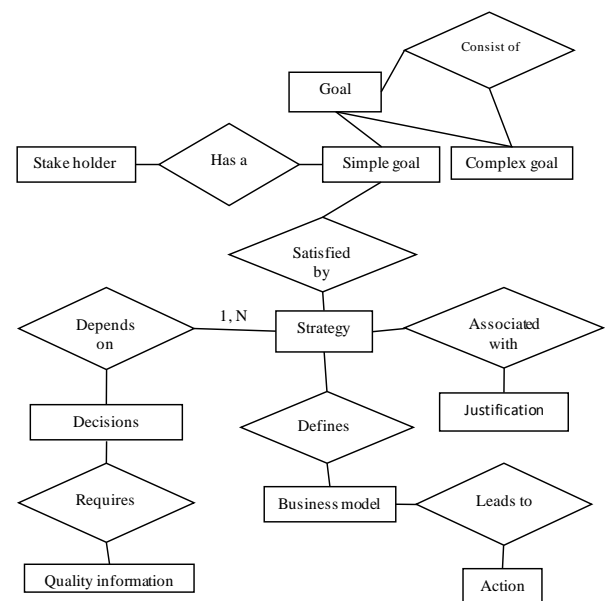 Consist of
Goal
Stake holder
Has a
Simple goal
Complex goal
Satisfied
by
Depends
on
1, N
Strategy
Associated
with
Decisions
Justification
Defines
Requires
Business model
Leads to
Quality information
Action